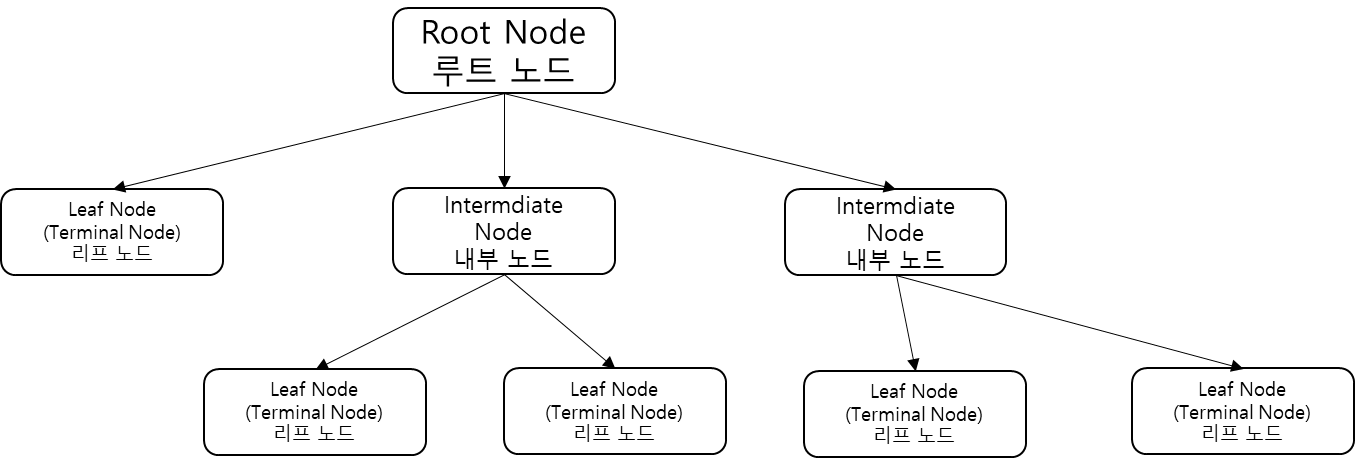 Root Node
루트 노드
Leaf Node
(Terminal Node)
리프 노드
Intermdiate
Node
내부 노드
Intermdiate
Node
내부 노드
Leaf Node
(Terminal Node)
리프 노드
Leaf Node
(Terminal Node)
리프 노드
Leaf Node
(Terminal Node)
리프 노드
Leaf Node
(Terminal Node)
리프 노드